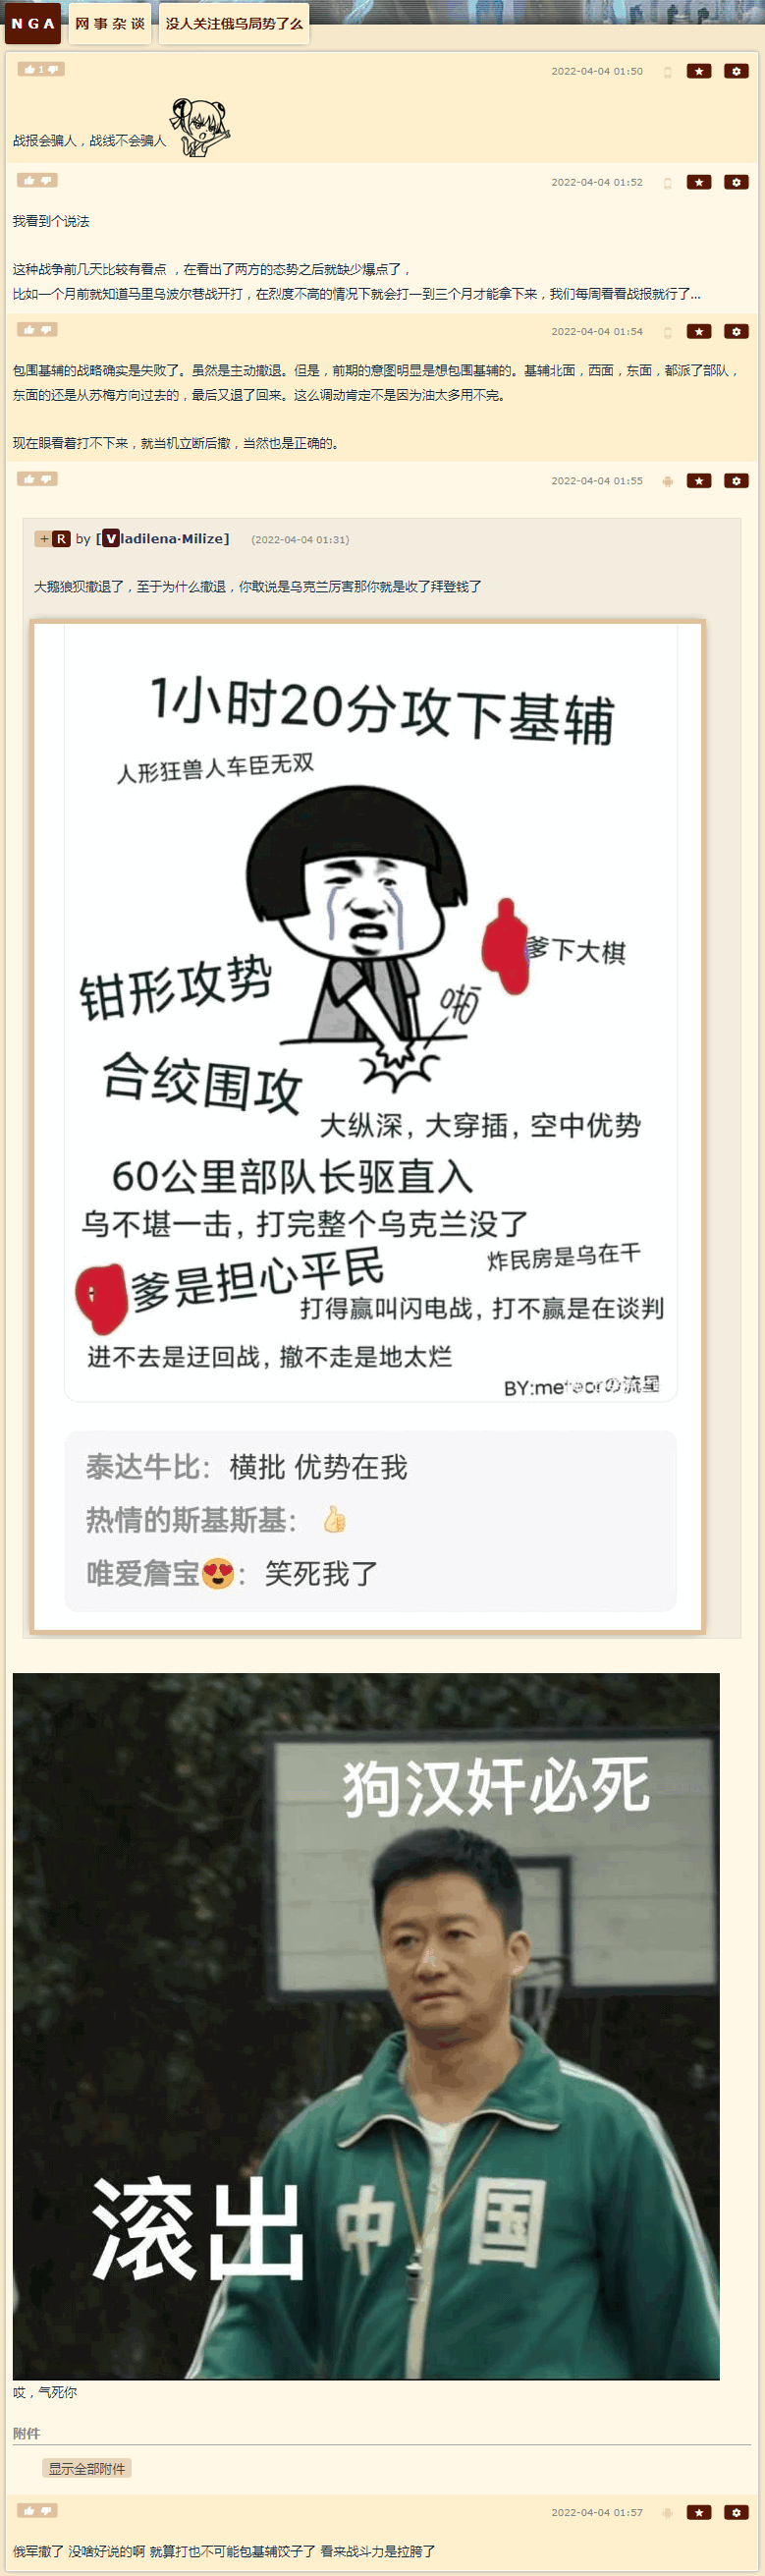 NGA 网事杂谈 没人关注俄乌局势了么
1 2022-04-04 01:50
战报会骗人，战线不会骗人
2022-04-04 01:52
我看到个说法
这种战争前几天比较有看点 ，在看出了两方的态势之后就缺少爆点了，
比如一个月前就知道马里乌波尔巷战开打，在烈度不高的情况下就会打一到三个月才能拿下来，我们每周看看战报就行了...
2022-04-04 01:54
包围基辅的战略确实是失败了。虽然是主动撤退。但是，前期的意图明显是想包围基辅的。基辅北面，西面，东面，都派了部队，
东面的还是从苏梅方向过去的，最后又退了回来。这么调动肯定不是因为油太多用不完。
现在眼看着打不下来，就当机立断后撤，当然也是正确的。
2022-04-04 01:55
+ R by [Vladilena·Milize] (2022-04-04 01:31)
大鹅狼狈撤退了，至于为什么撤退，你敢说是乌克兰厉害那你就是收了拜登钱了
1小时20分攻下基辅
人形狂兽人车臣无双
爹下大棋
钳形攻势
啪
合绞围攻
大纵深，大穿插，空中优势
60公里部队长驱直入
乌不堪一击，打完整个乌克兰没了
爹是担心平民
炸民房是乌在干
打得赢叫闪电战，打不赢是在谈判
进不去是迂回战，撤不走是地太烂
泰达牛比：横批 优势在我
热情的斯基斯基：👍
唯爱詹宝😍：笑死我了
狗汉奸必死
滚出
中国
哎，气死你
附件
显示全部附件
2022-04-04 01:57
俄军撤了 没啥好说的啊 就算打也不可能包基辅饺子了 看来战斗力是拉胯了